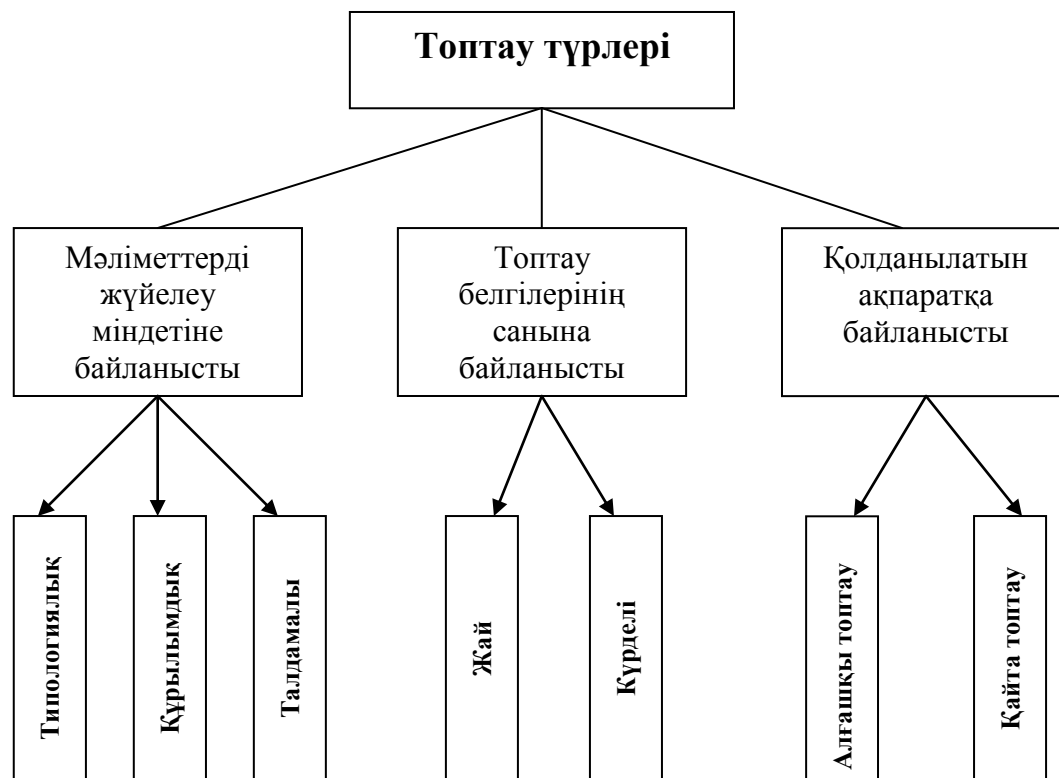 Топтау түрлері
Мәліметтерді
жүйелеу
міндетіне
байланысты
Топтау
белгілерінің
санына
байланысты
Қолданылатын
ақпаратқа
байланысты
Типологиялық
Құрылымдық
Талдамалы
Жай
Күрделі
Алғашқы топтау
Қайта топтау